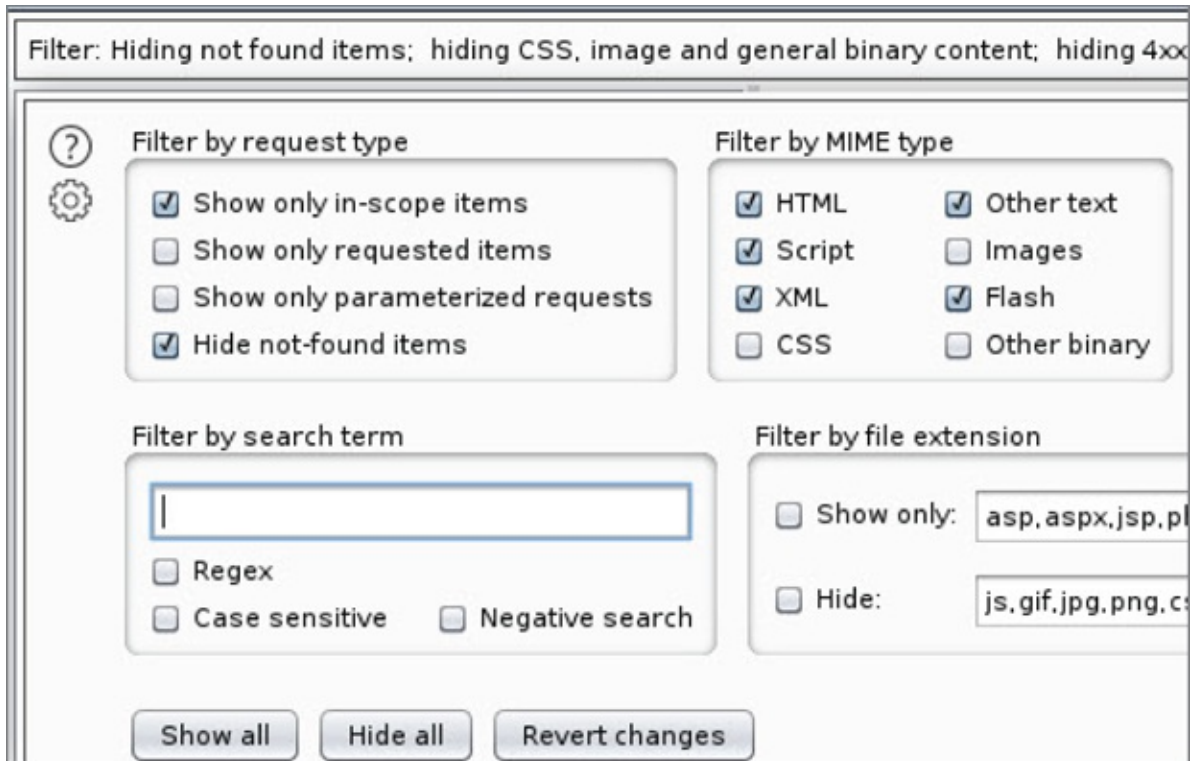 Filter: Hiding not found items; hiding CSS, image and general binary content; hiding 4xx
?
Filter by request type
Show only in-scope items
Show only requested items
Show only parameterized requests
Hide not-found items
Filter by MIME type
HTML
Other text
Script
Images
XML
Flash
CSS
Other binary
Filter by search term
Regex
Case sensitive
Negative search
Filter by file extension
Show only:
asp,aspx,jsp,
Hide:
js,gif,jpg,png,
Show all
Hide all
Revert changes